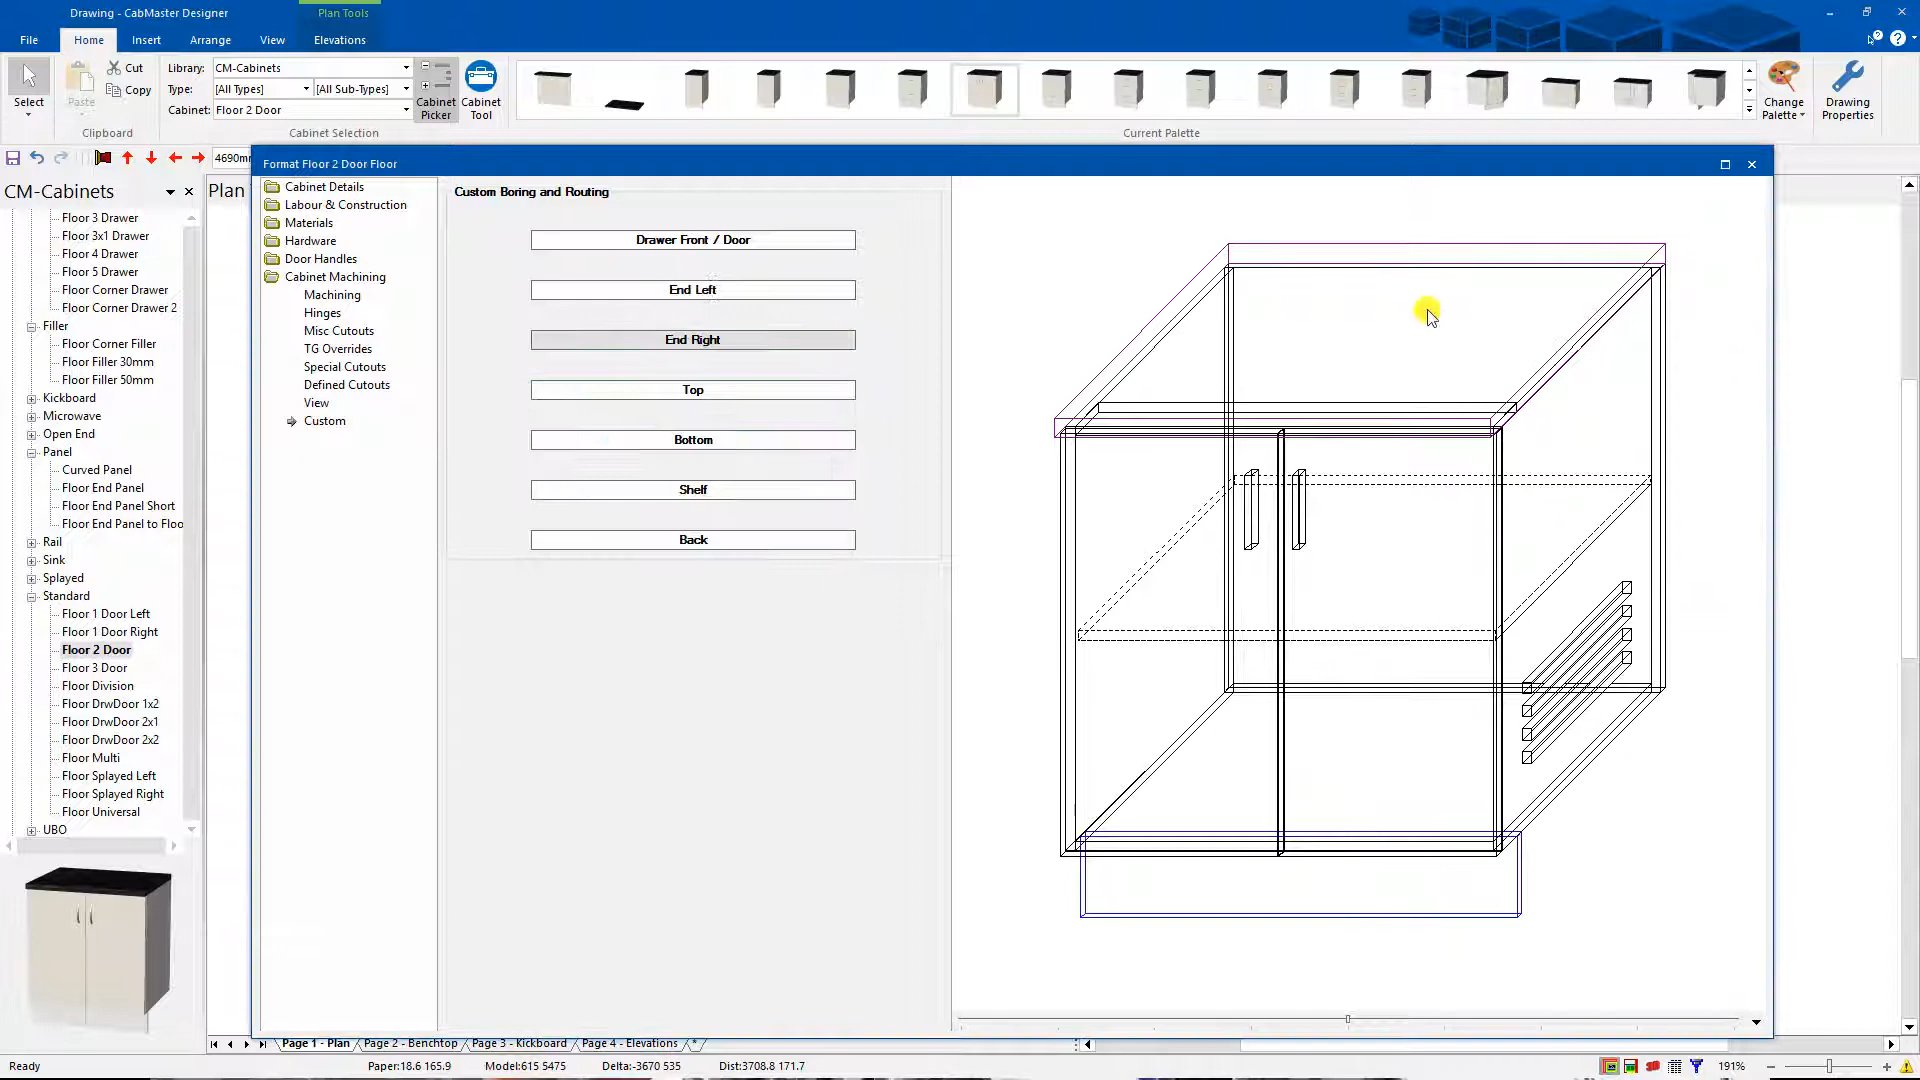 Drawing - CabMaster Designer
Plan Tools
File
Home
Insert
Arrange
View
Elevations
Select
Paste
Cut
Copy
Clipboard
Library:
CM-Cabinets
Type:
[All Types]
[All Sub-Types]
Cabinet:
Floor 2 Door
Cabinet Selection
Cabinet
Picker
Cabinet
Tool
Current Palette
Change
Palette
Drawing
Properties
CM-Cabinets
Floor 3 Drawer
Floor 3x1 Drawer
Floor 4 Drawer
Floor 5 Drawer
Floor Corner Drawer
Floor Corner Drawer 2
Filler
Floor Corner Filler
Floor Filler 30mm
Floor Filler 50mm
Kickboard
Microwave
Open End
Panel
Curved Panel
Floor End Panel
Floor End Panel Short
Floor End Panel to Floo
Rail
Sink
Splayed
Standard
Floor 1 Door Left
Floor 1 Door Right
Floor 2 Door
Floor 3 Door
Floor Division
Floor DrwDoor 1x2
Floor DrwDoor 2x1
Floor DrwDoor 2x2
Floor Multi
Floor Splayed Left
Floor Splayed Right
Floor Universal
UBO
4690m
Plan
Format Floor 2 Door Floor
Cabinet Details
Labour & Construction
Materials
Hardware
Door Handles
Cabinet Machining
Machining
Hinges
Misc Cutouts
TG Overrides
Special Cutouts
Defined Cutouts
View
Custom
Custom Boring and Routing
Drawer Front / Door
End Left
End Right
Top
Bottom
Shelf
Back
Page 1 - Plan
Page 2 - Benchtop
Page 3 - Kickboard
Page 4 - Elevations
*
Ready
Paper:18.6 165.9
Model:615 5475
Delta:-3670 535
Dist:3708.8 171.7
191%